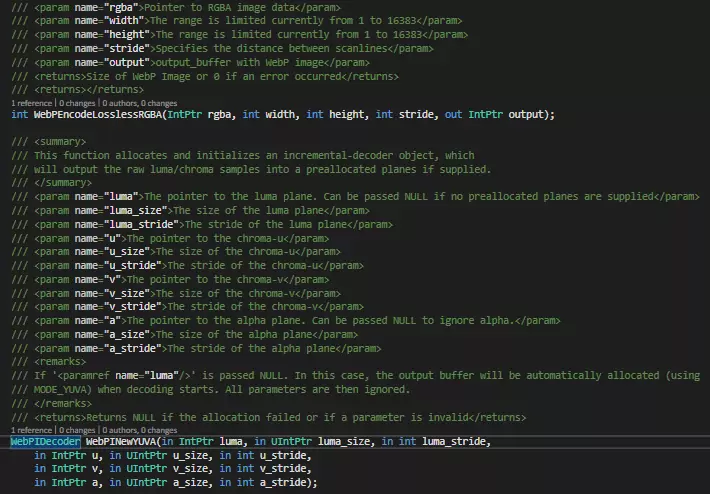 /// <param name="rgba">Pointer to RGBA image data</param>
/// <param name="width">The range is limited currently from 1 to 16383</param>
/// <param name="height">The range is limited currently from 1 to 16383</param>
/// <param name="stride">Specifies the distance between scanlines</param>
/// <param name="output">output_buffer with WebP image</param>
/// <returns>Size of WebP Image or 0 if an error occurred</returns>
/// <returns></returns>
1 reference | 0 changes | 0 authors, 0 changes
int WebPEncodeLosslessRGBA(IntPtr rgba, int width, int height, int stride, out IntPtr output);
/// <summary>
/// This function allocates and initializes an incremental-decoder object, which
/// will output the raw luma/chroma samples into a preallocated planes if supplied.
/// </summary>
/// <param name="luma">The pointer to the luma plane. Can be passed NULL if no preallocated planes are supplied</param>
/// <param name="luma_size">The size of the luma plane</param>
/// <param name="luma_stride">The stride of the luma plane</param>
/// <param name="u">The pointer to the chroma-u</param>
/// <param name="u_size">The size of the chroma-u</param>
/// <param name="u_stride">The stride of the chroma-u</param>
/// <param name="v">The pointer to the chroma-v</param>
/// <param name="v_size">The size of the chroma-v</param>
/// <param name="v_stride">The stride of the chroma-v</param>
/// <param name="a">The pointer to the alpha plane. Can be passed NULL to ignore alpha.</param>
/// <param name="a_size">The size of the alpha plane</param>
/// <param name="a_stride">The stride of the alpha plane</param>
/// <remarks>
/// If '<paramref name="luma"/>' is passed NULL. In this case, the output buffer will be automatically allocated (using
/// MODE_YUVA) when decoding starts. All parameters are then ignored.
/// </remarks>
/// <returns>Returns NULL if the allocation failed or if a parameter is invalid</returns>
1 reference | 0 changes | 0 authors, 0 changes
WebPIDecoder WebPINewYUVA(in IntPtr luma, in UIntPtr luma_size, in int luma_stride,
in IntPtr u, in UIntPtr u_size, in int u_stride,
in IntPtr v, in UIntPtr v_size, in int v_stride,
in IntPtr a, in UIntPtr a_size, in int a_stride);